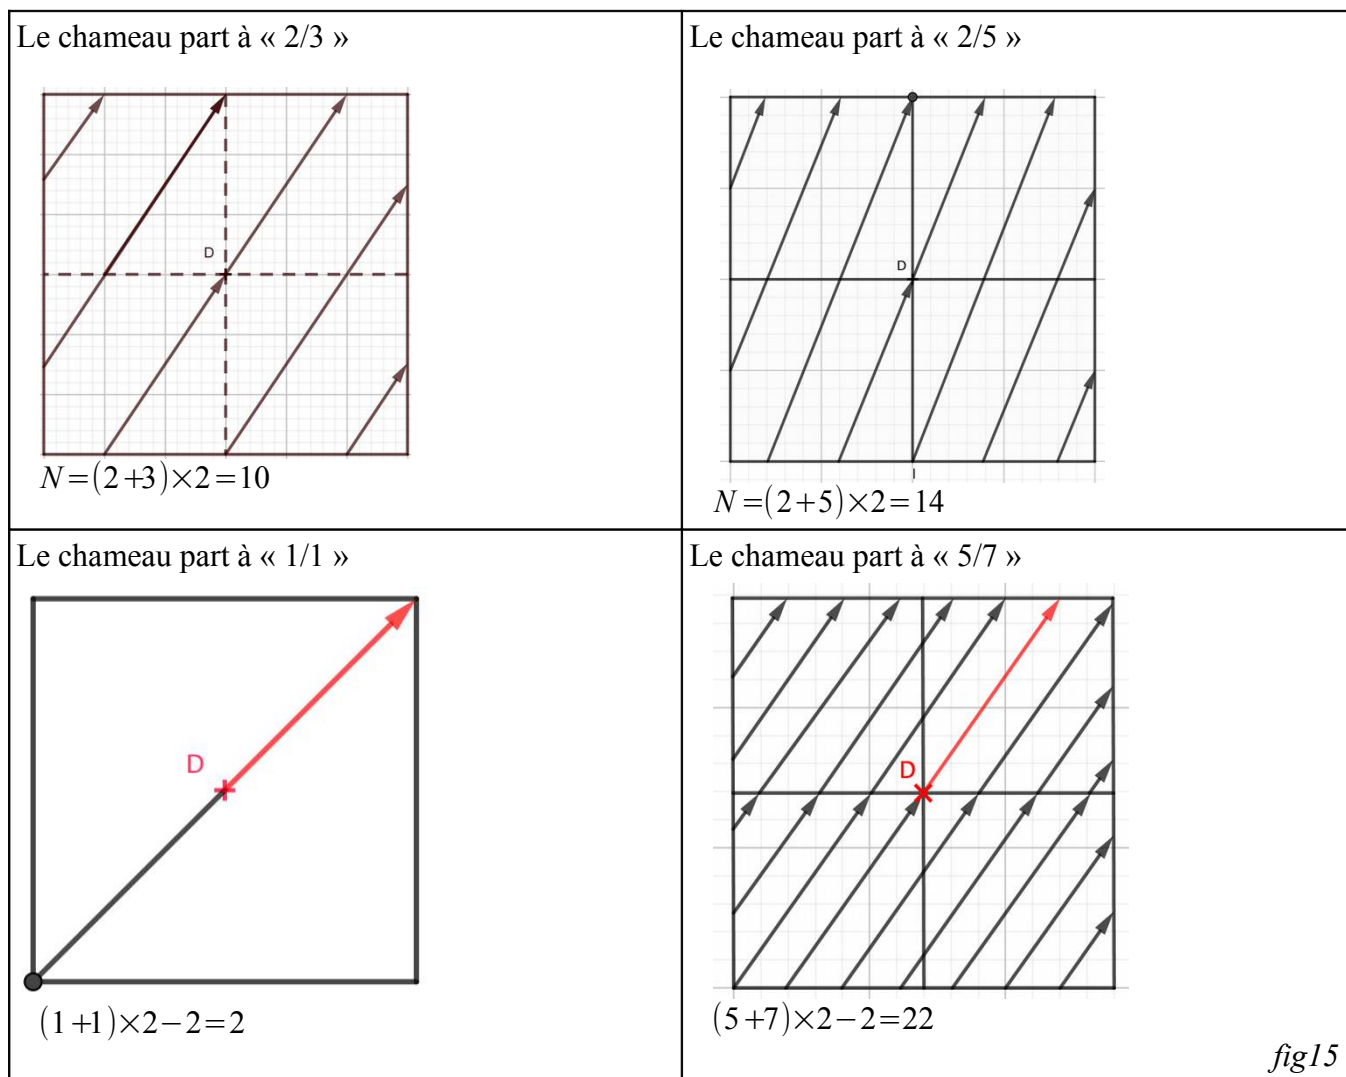 Le chameau part à « 2/3 »
D
N=(2+3)×2=10
Le chameau part à « 2/5 »
D
I
N=(2+5)×2=14
Le chameau part à « 1/1 »
D
(1+1)×2−2=2
Le chameau part à « 5/7 »
D
(5+7)×2−2=22
fig15